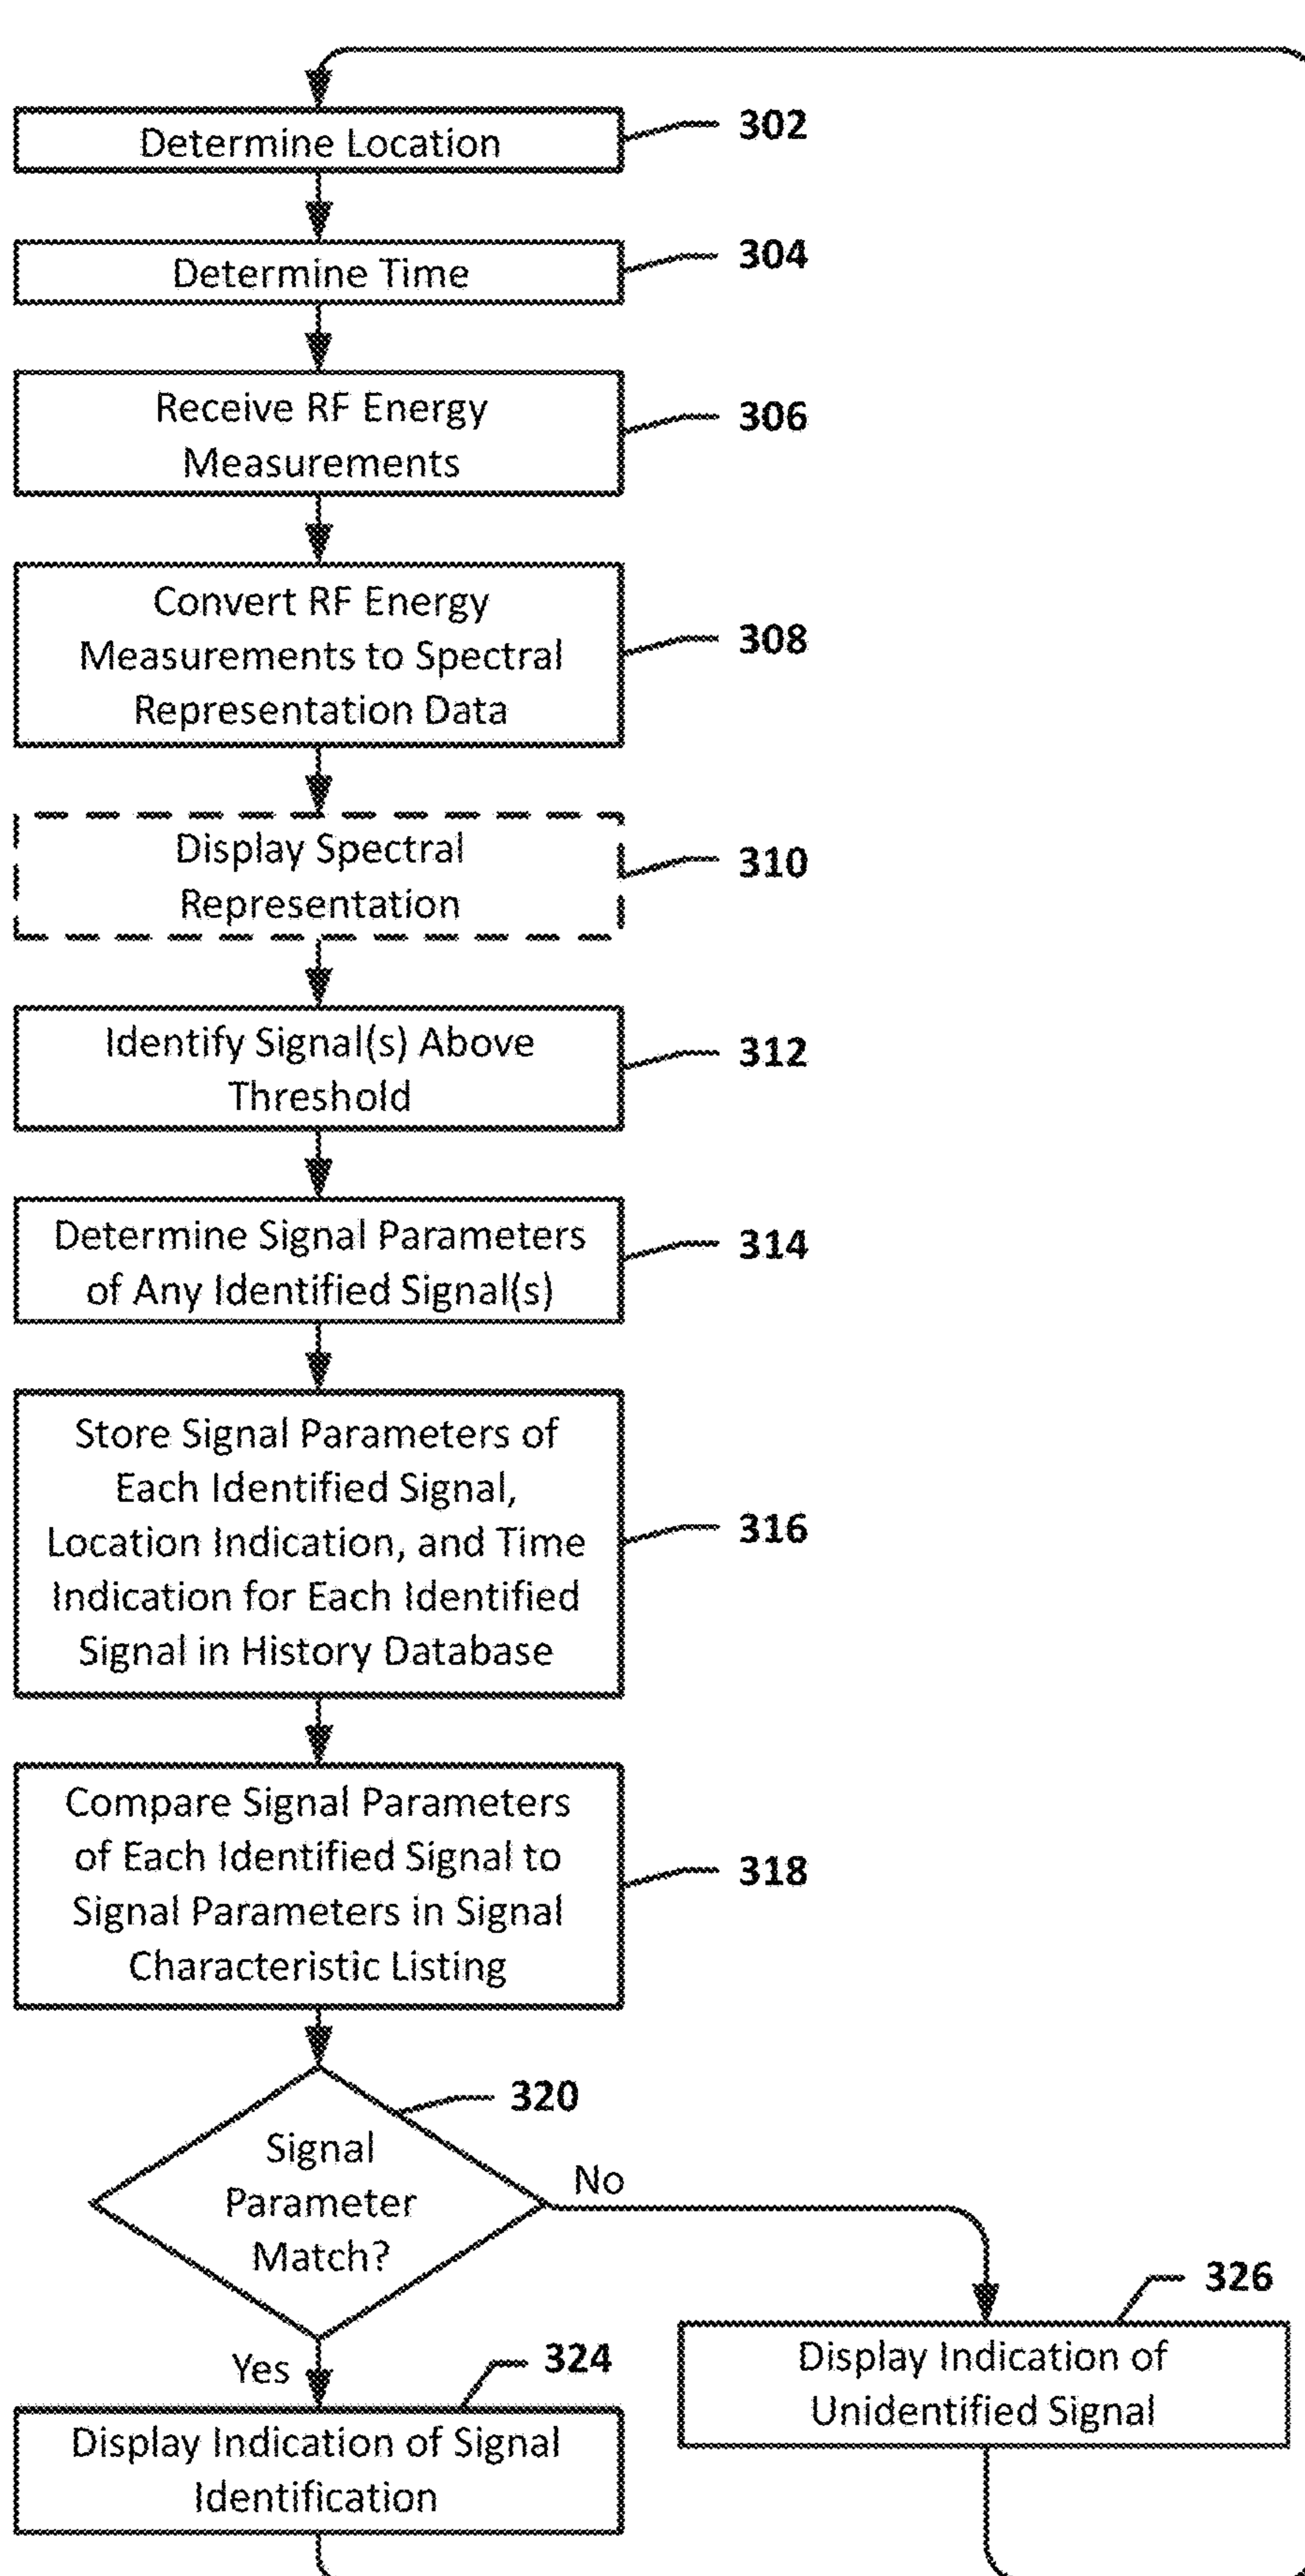 Determine Location
302
Determine Time
304
Receive RF Energy
Measurements
306
Convert RF Energy
Measurements to Spectral
Representation Data
308
Display Spectral
Representation
310
Identify Signal(s) Above
Threshold
312
Determine Signal Parameters
of Any Identified Signal(s)
314
Store Signal Parameters of
Each Identified Signal,
Location Indication, and Time
Indication for Each Identified
Signal in History Database
316
Compare Signal Parameters
of Each Identified Signal to
Signal Parameters in Signal
Characteristic Listing
318
320
Signal
Parameter
Match?
No
326
Display Indication of
Unidentified Signal
Yes
324
Display Indication of Signal
Identification